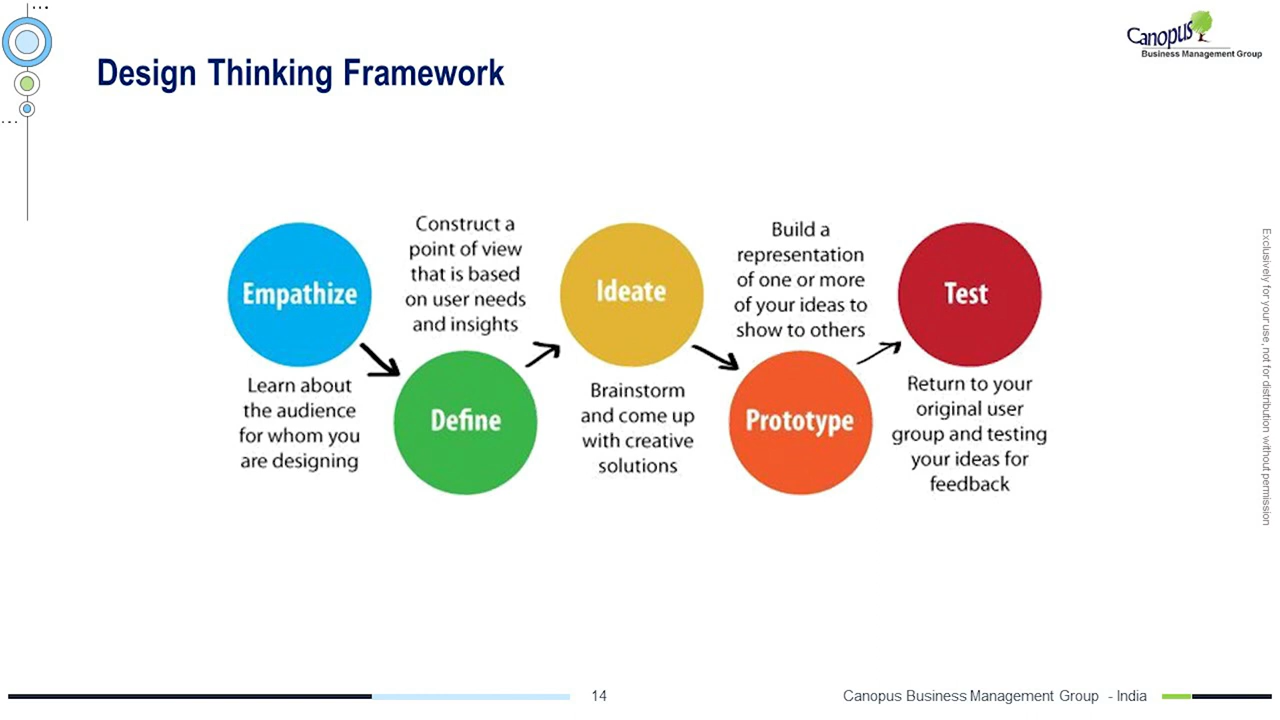 Canopus
Business Management Group
Design Thinking Framework
Empathize
Learn about
the audience
for whom you
are designing
Construct a
point of view
that is based
on user needs
and insights
Define
Ideate
Brainstorm
and come up
with creative
solutions
Build a
representation
of one or more
of your ideas to
show to others
Prototype
Test
Return to your
original user
group and testing
your ideas for
feedback
Exclusively for your use, not for distribution without permission
14
Canopus Business Management Group - India